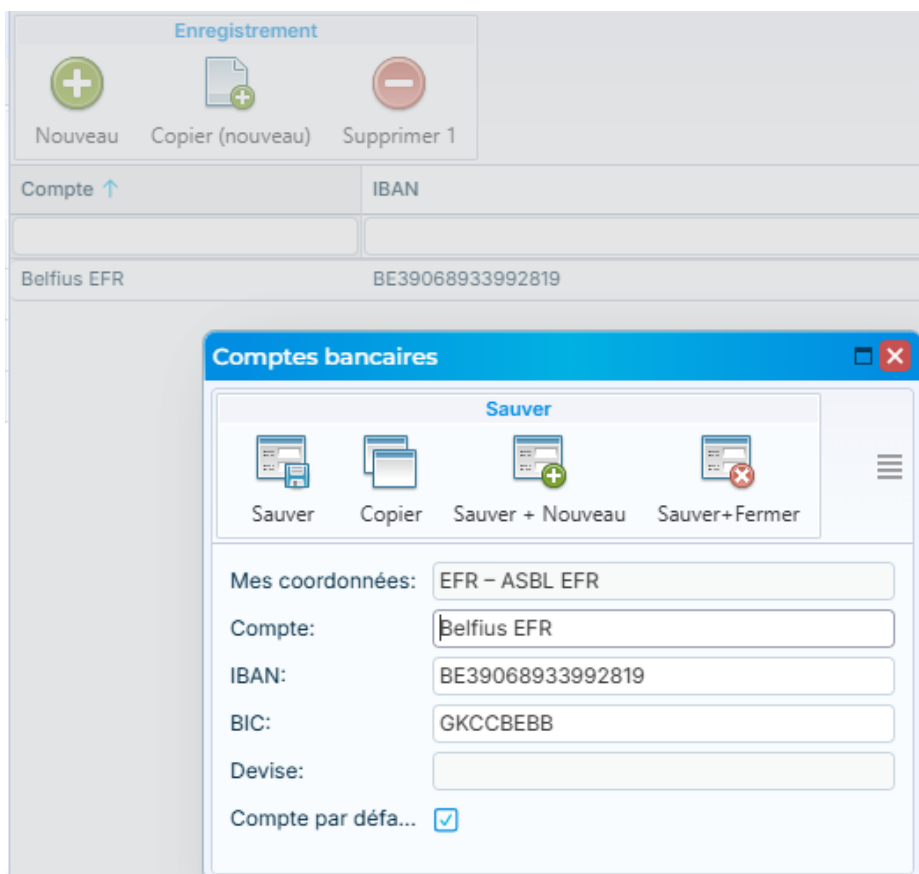 Enregistrement
Nouveau Copier (nouveau) Supprimer 1
Compte ↑ IBAN
Belfius EFR BE39068933992819
Comptes bancaires
Sauver
Sauver Copier Sauver + Nouveau Sauver+Fermer
Mes coordonnées: EFR – ASBL EFR
Compte: Belfius EFR
IBAN: BE39068933992819
BIC: GKCCBEBB
Devise:
Compte par défa...